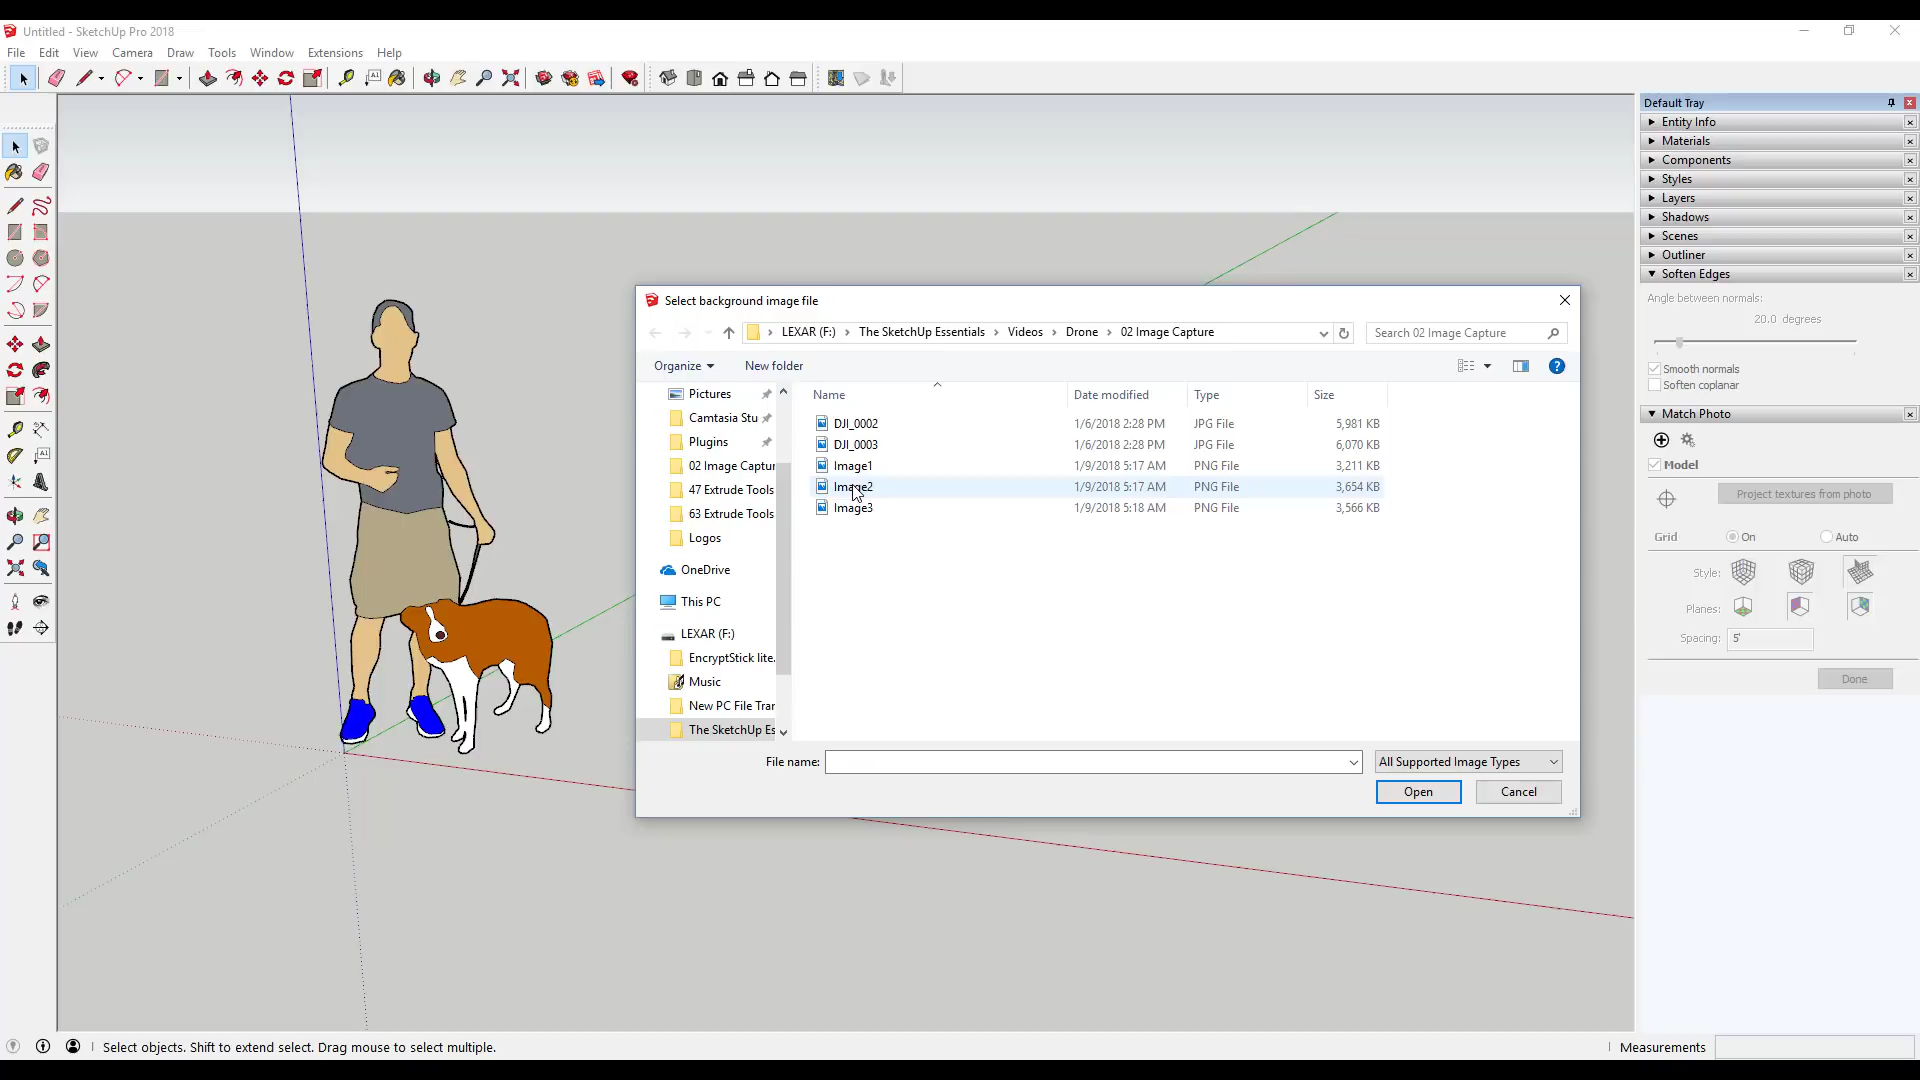 Untitled - SketchUp Pro 2018
File Edit View Camera Draw Tools Window Extensions Help
Default Tray
Entity Info
Materials
Components
Styles
Layers
Shadows
Scenes
Outliner
Soften Edges
Angle between normals:
20.0 degrees
Smooth normals
Soften coplanar
Match Photo
Model
Project textures from photo
Grid On Auto
Style:
Planes:
Spacing: 5'
Done
Select background image file
LEXAR (F:) The SketchUp Essentials Videos Drone 02 Image Capture
Search 02 Image Capture
Organize New folder
Pictures
Camtasia Stu
Plugins
02 Image Captur
47 Extrude Tools
63 Extrude Tools
Logos
OneDrive
This PC
LEXAR (F:)
EncryptStick lite.
Music
New PC File Trar
The SketchUp Es
Name Date modified Type Size
DJI_0002 1/6/2018 2:28 PM JPG File 5,981 KB
DJI_0003 1/6/2018 2:28 PM JPG File 6,070 KB
Image1 1/9/2018 5:17 AM PNG File 3,211 KB
Image2 1/9/2018 5:17 AM PNG File 3,654 KB
Image3 1/9/2018 5:18 AM PNG File 3,566 KB
File name: All Supported Image Types
Open Cancel
Select objects. Shift to extend select. Drag mouse to select multiple.
Measurements